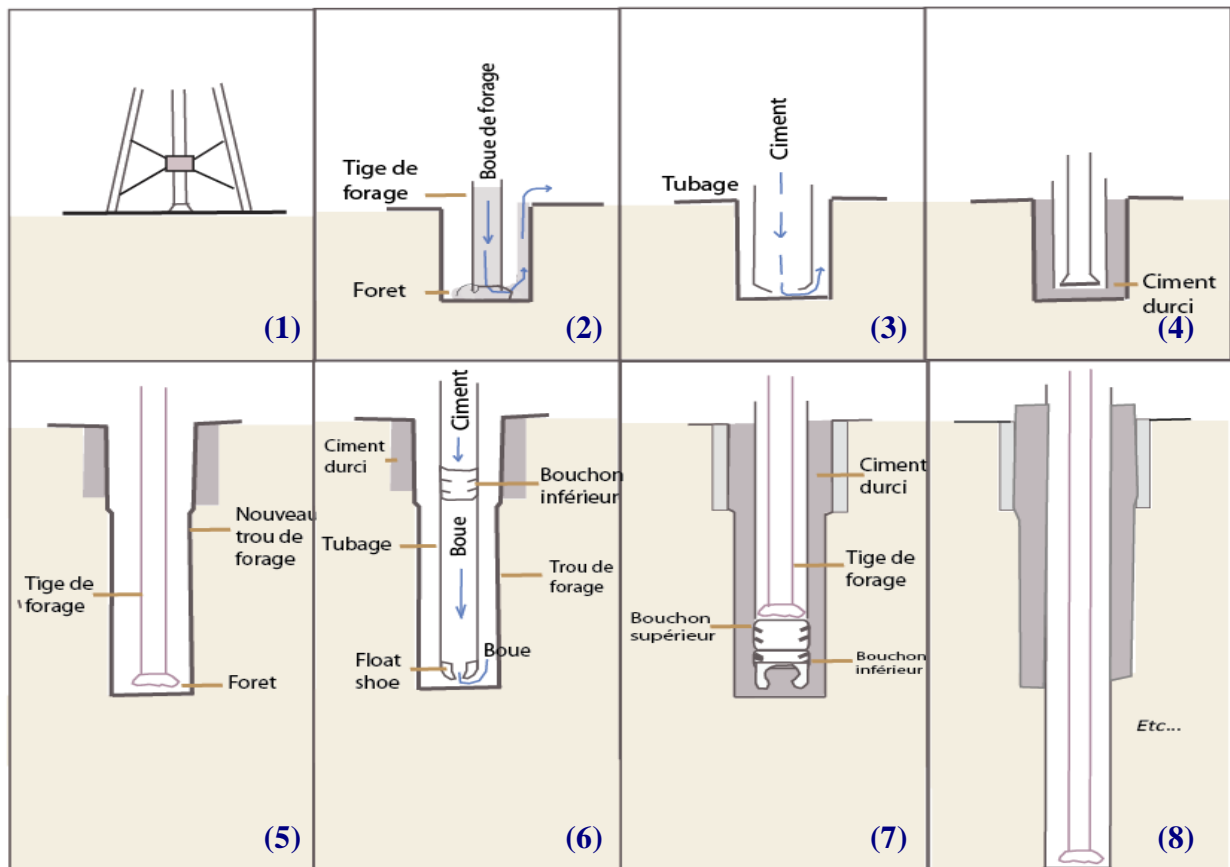 (1)
Boue de forage
Tige de
forage
Foret
(2)
Ciment
Tubage
(3)
Ciment
durci
(4)
Nouveau
trou de
forage
Tige de
forage
Foret
(5)
Ciment
Ciment
durci
Bouchon
inférieur
Tubage
Boue
Trou de
forage
Float
shoe
Boue
(6)
Ciment
durci
Tige de
forage
Bouchon
supérieur
Bouchon
inférieur
(7)
Etc...
(8)